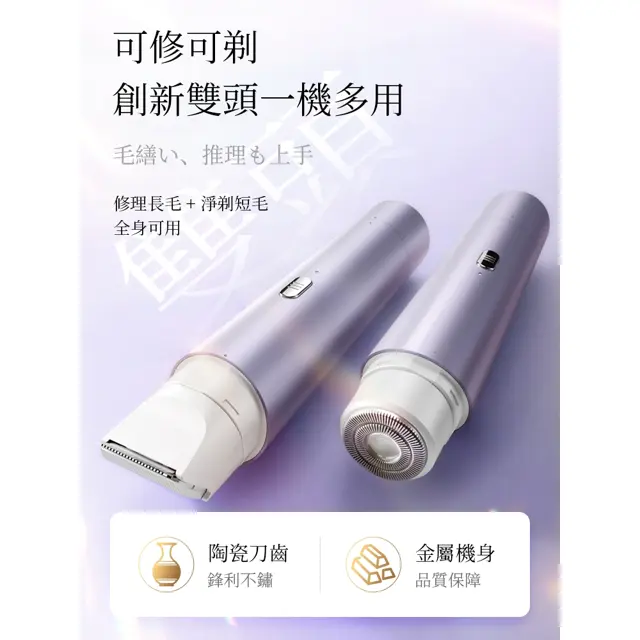 可修可剃
創新雙頭一機多用
毛繕い、推理も上手
修理長毛 + 淨剃短毛
全身可用
雙頭
陶瓷刀齒
鋒利不鏽
金屬機身
品質保障